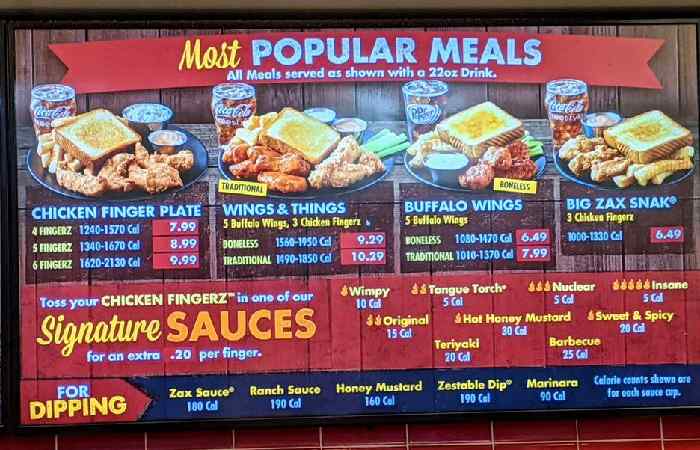 Most POPULAR MEALS
All Meals served as shown with a 22oz Drink.
Coca-Cola
Coca-Cola
Coca-Cola
TRADITIONAL
BONELESS
CHICKEN FINGER PLATE
4 FINGERZ 1240-1570 Cal 7.99
5 FINGERZ 1340-1670 Cal 8.99
6 FINGERZ 1620-2130 Cal 9.99
WINGS & THINGS
5 Buffalo Wings, 3 Chicken Fingerz
BONELESS 1560-1950 Cal 9.29
TRADITIONAL 1490-1850 Cal 10.29
BUFFALO WINGS
5 Buffalo Wings
BONELESS 1080-1470 Cal 6.49
TRADITIONAL 1010-1370 Cal 7.99
BIG ZAX SNAK®
3 Chicken Fingerz
1000-1330 Cal 6.49
Toss your CHICKEN FINGERZ™ in one of our
Signature SAUCES
for an extra .20 per finger.
Wimpy Tongue Torch® Nuclear Insane
10 Cal 5 Cal 5 Cal 5 Cal
Original Hot Honey Mustard Sweet & Spicy
15 Cal 30 Cal 20 Cal
Teriyaki Barbecue
20 Cal 25 Cal
FOR
DIPPING
Zax Sauce® Ranch Sauce Honey Mustard Zestable Dip® Marinara
180 Cal 190 Cal 160 Cal 190 Cal 90 Cal
Calorie counts shown are
for each sauce cup.